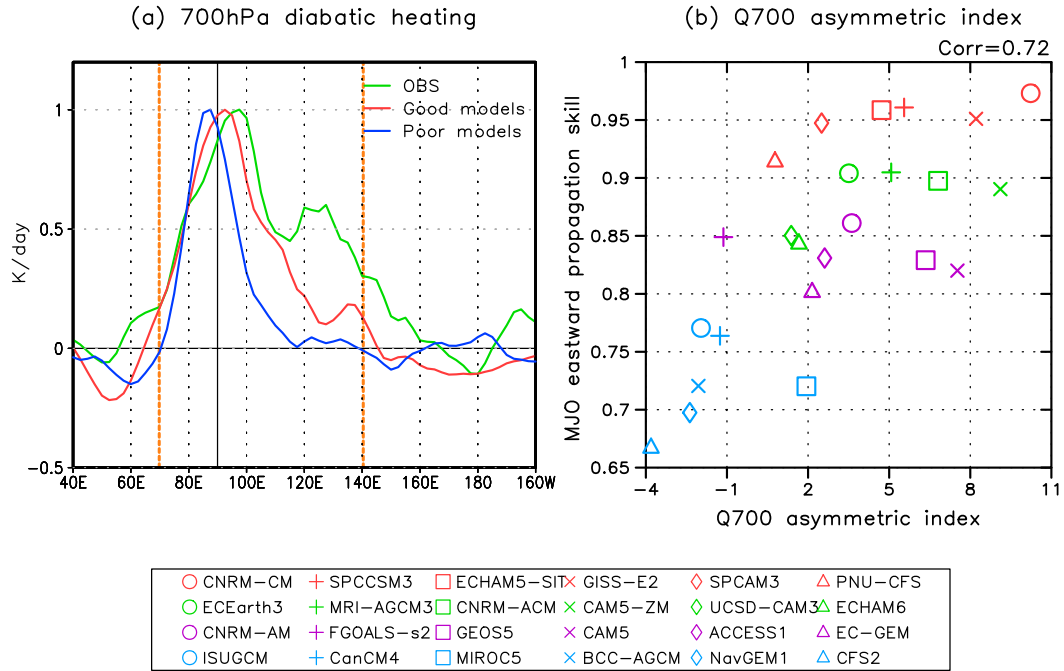 (a) 700hPa diabatic heating
(b) Q700 asymmetric index
Corr=0.72
OBS
Good models
Poor models
K/day
1
0.5
0
−0.5
40E 60E 80E 100E 120E 140E 160E 180 160W
MJO eastward propagation skill
1
0.95
0.9
0.85
0.8
0.75
0.7
0.65
−4 −1 2 5 8 11
Q700 asymmetric index
CNRM−CM SPCCSM3 ECHAM5−SIT GISS−E2 SPCAM3 PNU−CFS
ECEarth3 MRI−AGCM3 CNRM−ACM CAM5−ZM UCSD−CAM3 ECHAM6
CNRM−AM FGOALS−s2 GEOS5 CAM5 ACCESS1 EC−GEM
ISUGCM CanCM4 MIROC5 BCC−AGCM NavGEM1 CFS2